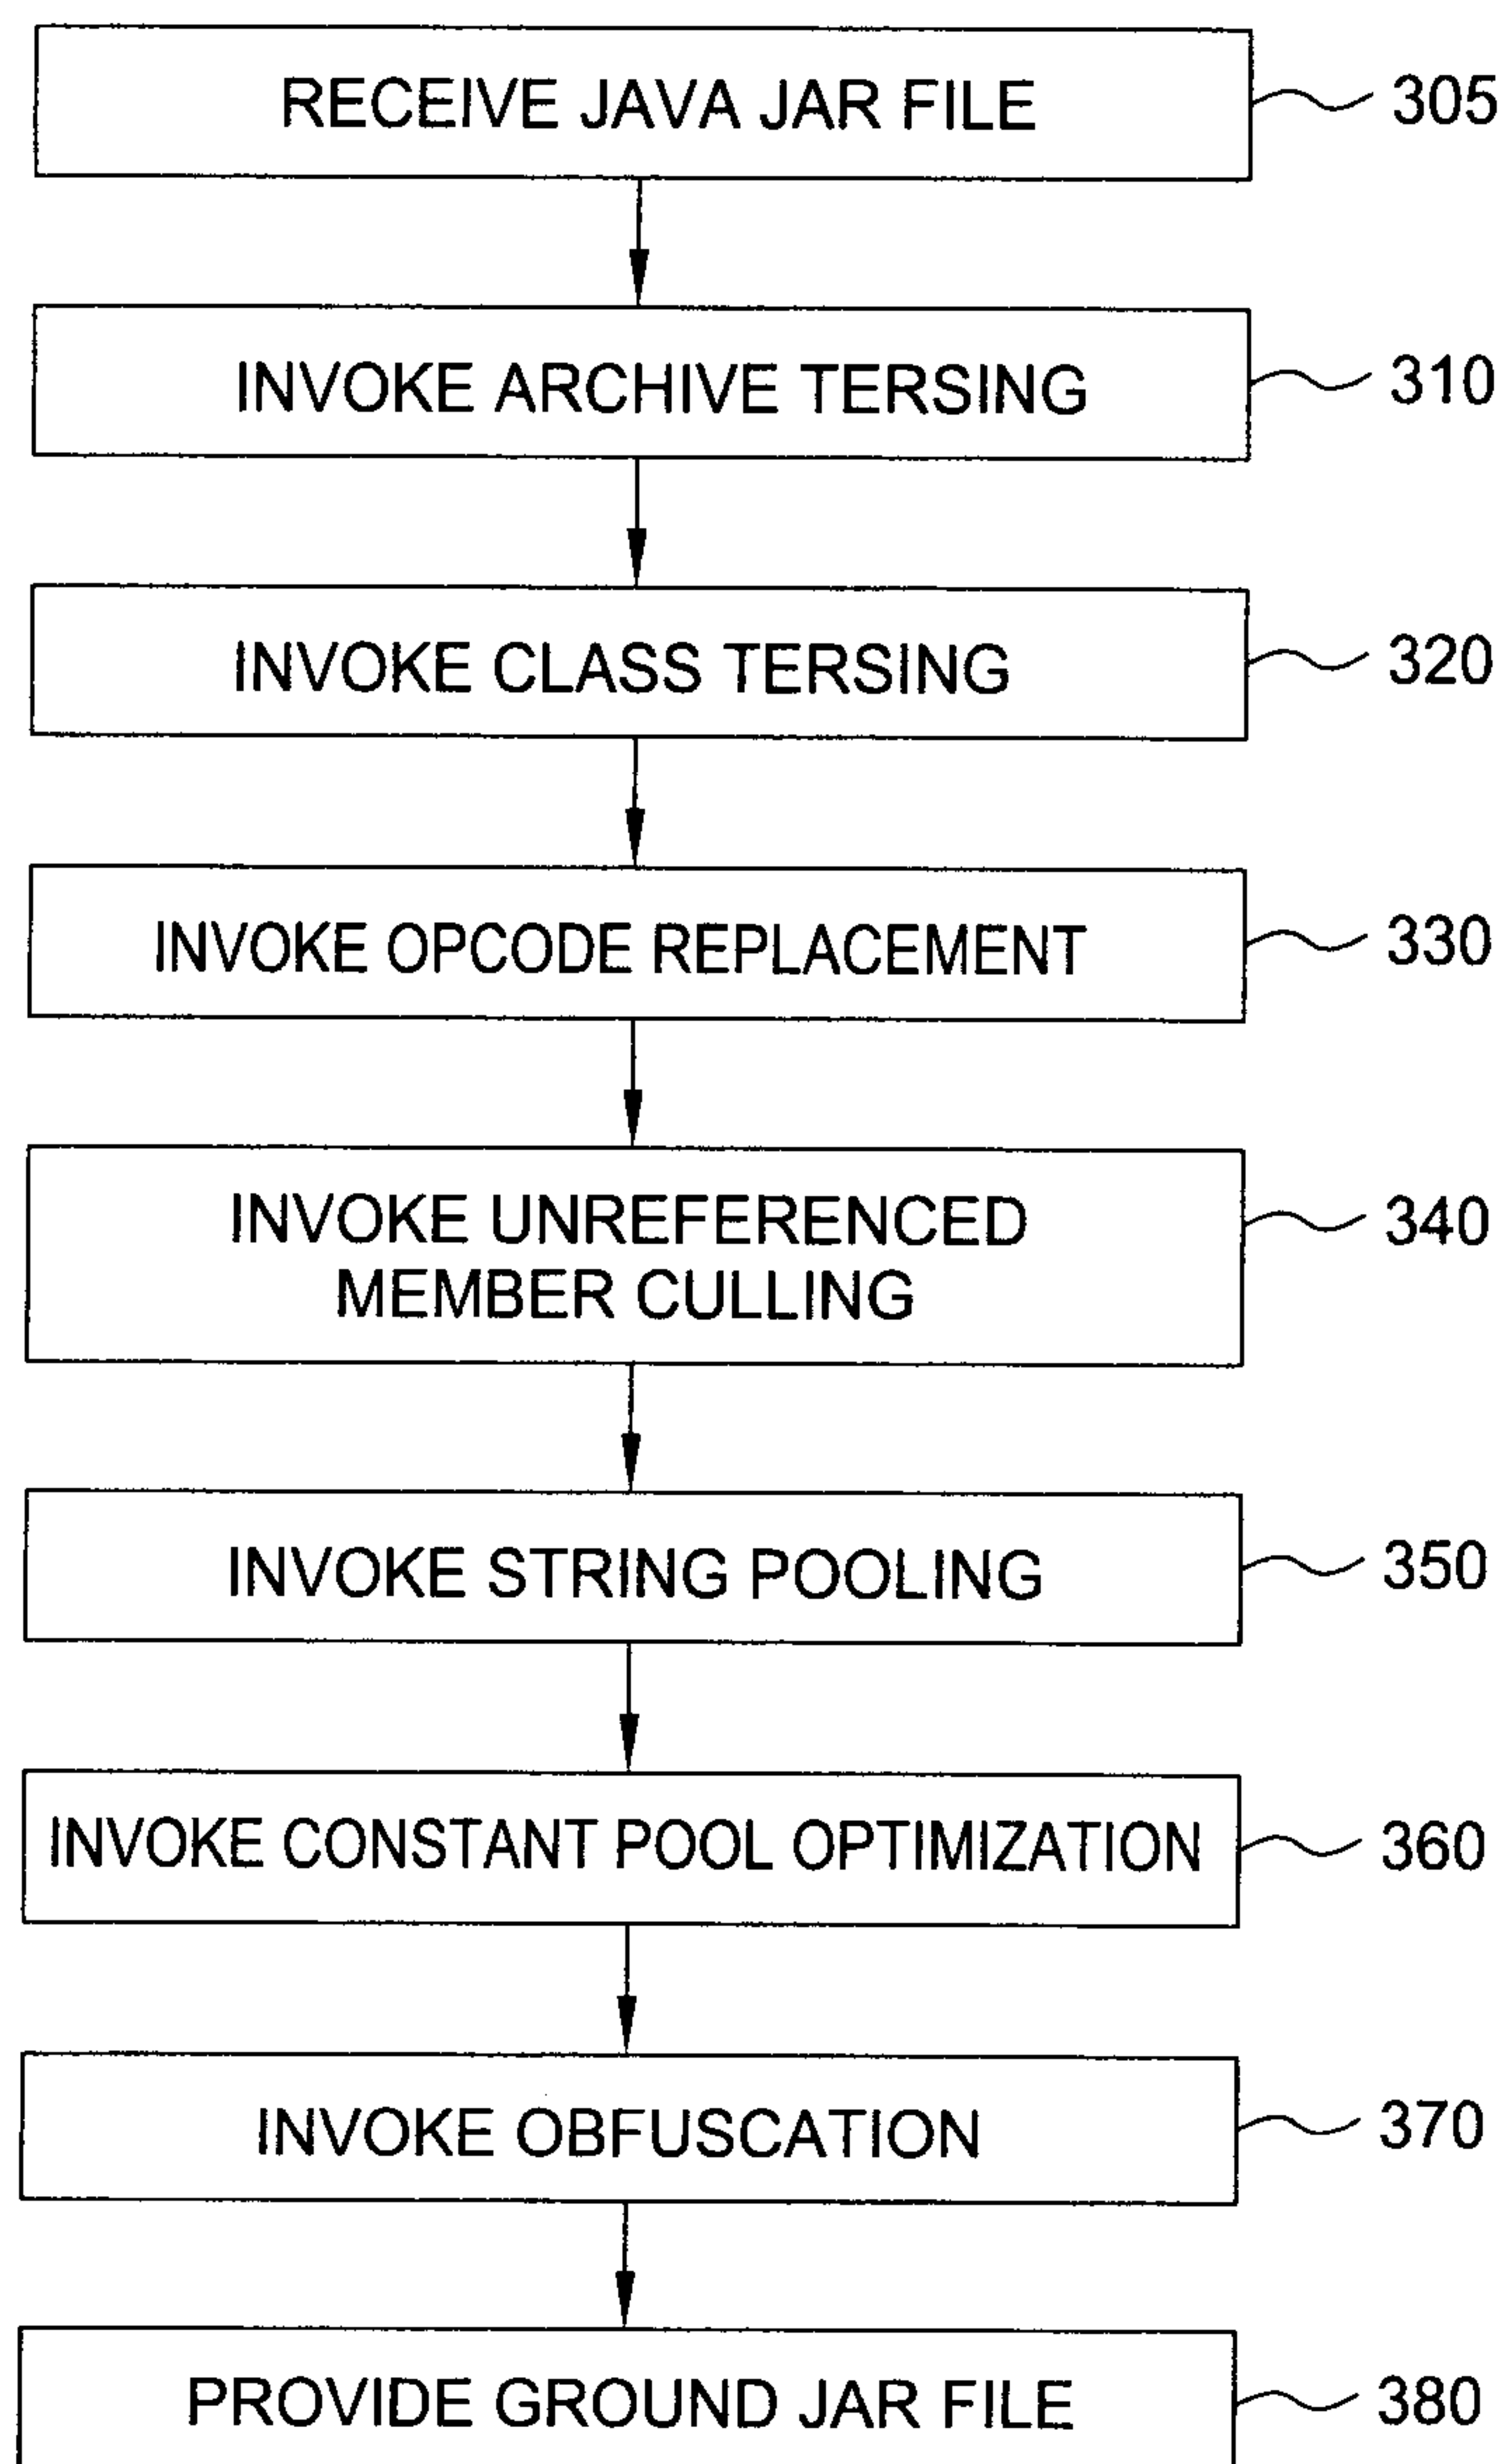 RECEIVE JAVA JAR FILE 305
INVOKE ARCHIVE TERSING 310
INVOKE CLASS TERSING 320
INVOKE OPCODE REPLACEMENT 330
INVOKE UNREFERENCED 340
MEMBER CULLING
INVOKE STRING POOLING 350
INVOKE CONSTANT POOL OPTIMIZATION 360
INVOKE OBFUSCATION 370
PROVIDE GROUND JAR FILE 380